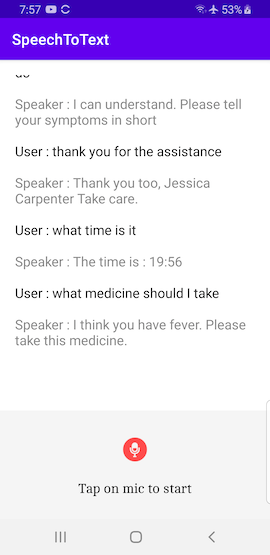 7:57 53%
SpeechToText
Speaker : I can understand. Please tell
your symptoms in short
User : thank you for the assistance
Speaker : Thank you too, Jessica
Carpenter Take care.
User : what time is it
Speaker : The time is : 19:56
User : what medicine should I take
Speaker : I think you have fever. Please
take this medicine.
Tap on mic to start